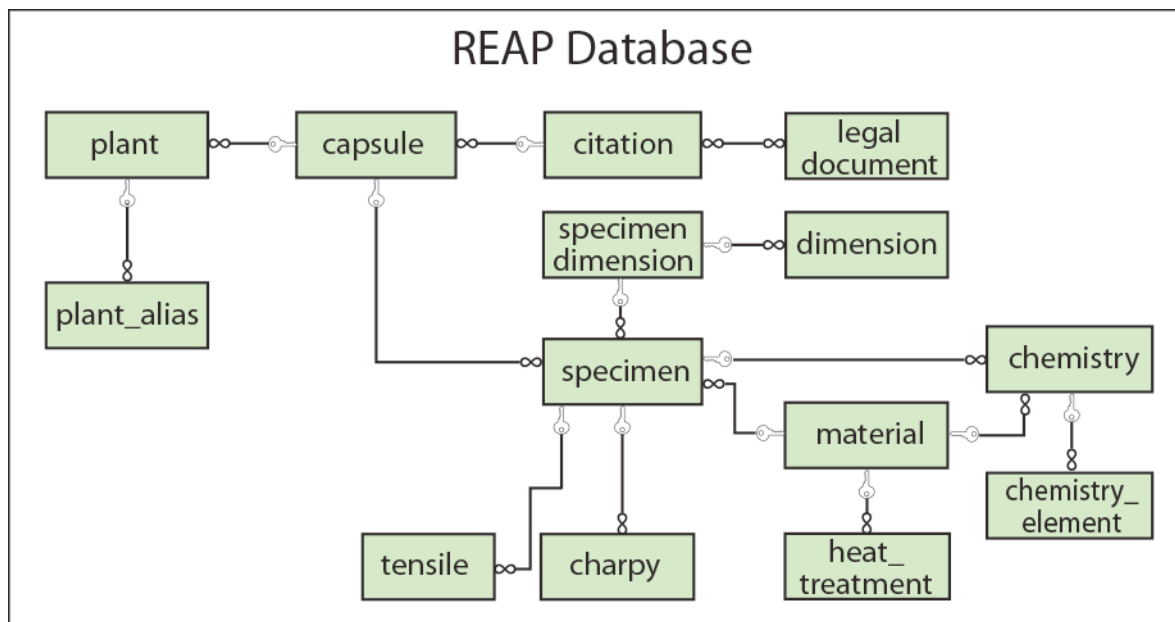 REAP Database
plant
capsule
citation
legal
document
specimen
dimension
dimension
plant_alias
specimen
chemistry
material
chemistry_
element
tensile
charpy
heat_
treatment